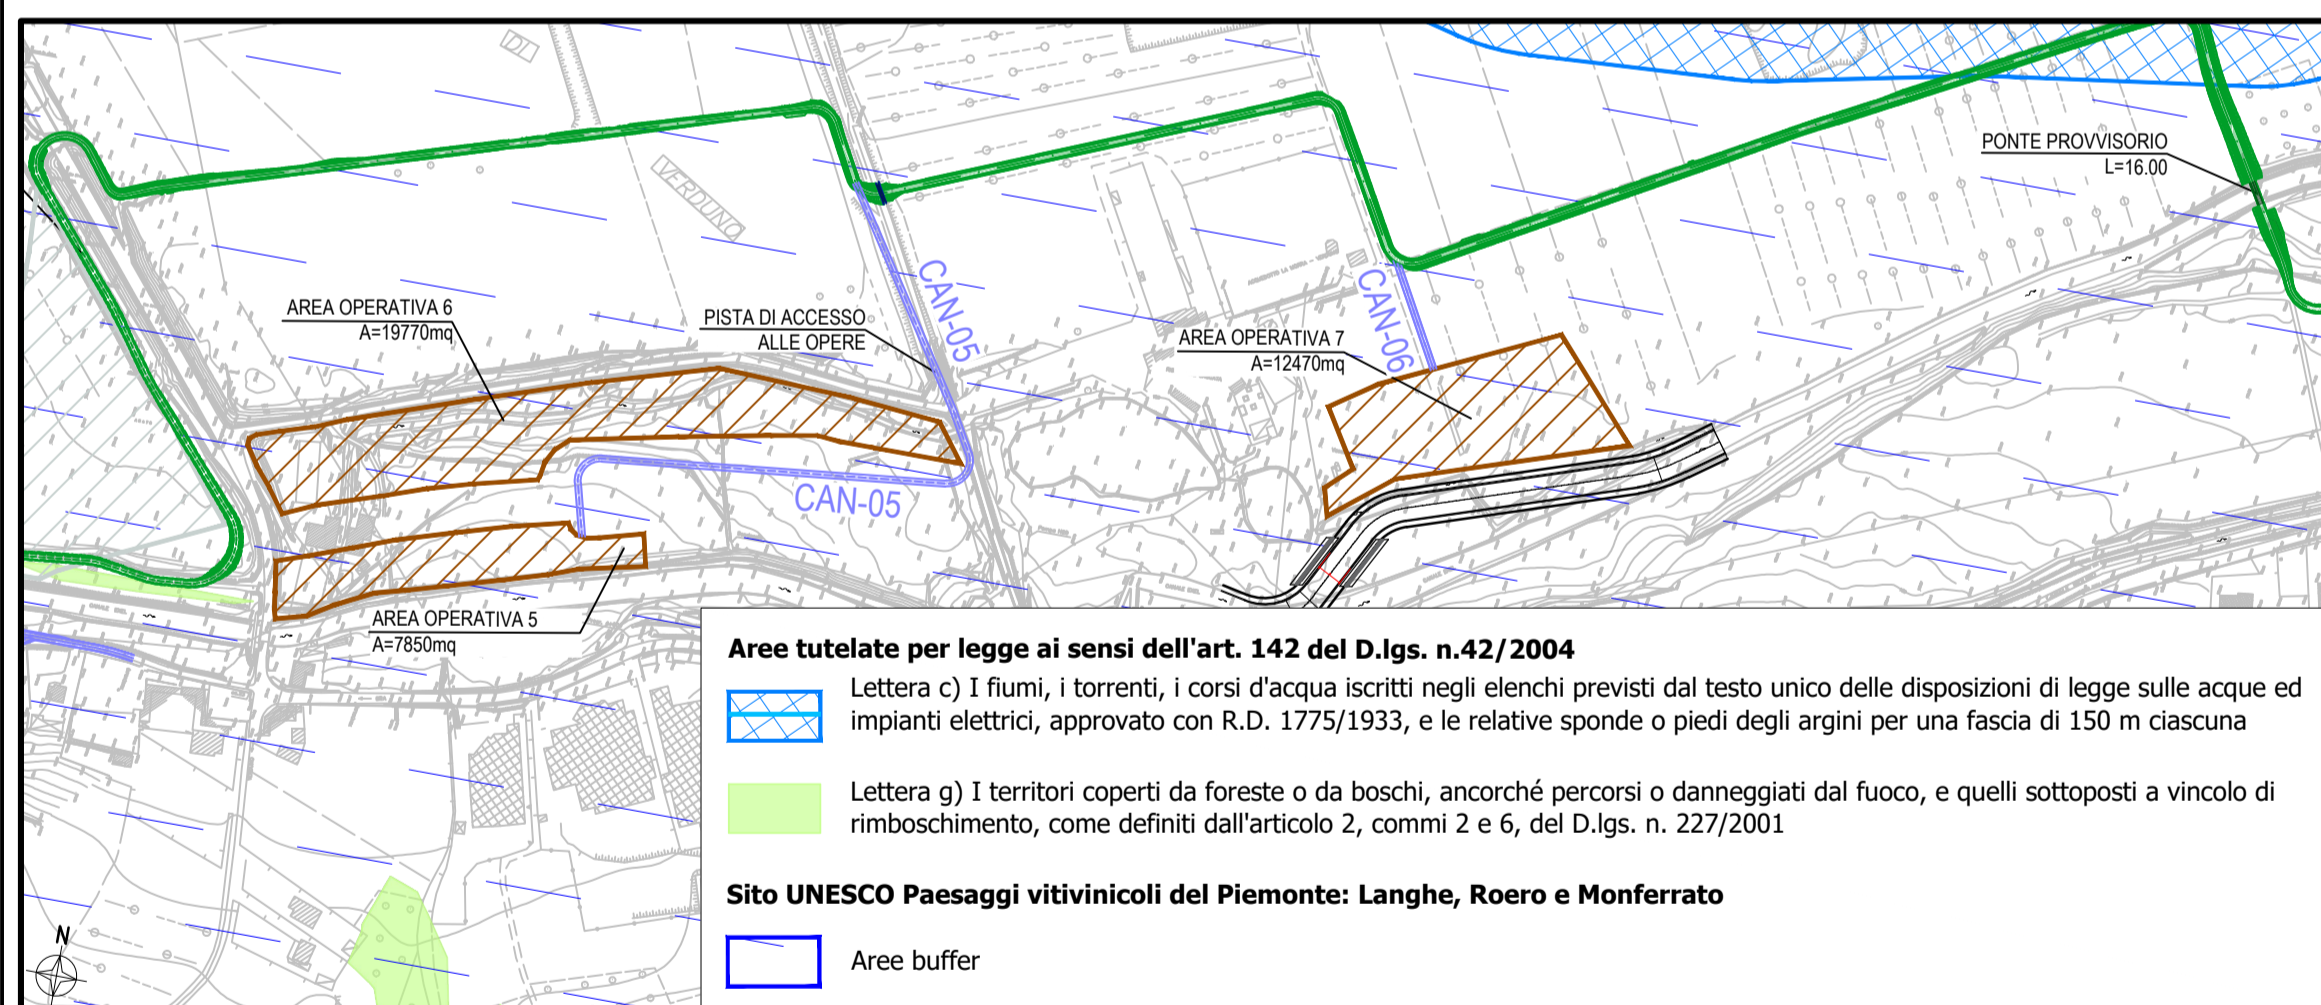 DI
VERDUNO
PONTE PROVVISORIO
L=16.00
AREA OPERATIVA 6
A=19770mq
PISTA DI ACCESSO
ALLE OPERE
CAN-05
AREA OPERATIVA 7
A=12470mq
CAN-06
CAN-05
AREA OPERATIVA 5
A=7850mq
N
Aree tutelate per legge ai sensi dell'art. 142 del D.lgs. n.42/2004
Lettera c) I fiumi, i torrenti, i corsi d'acqua iscritti negli elenchi previsti dal testo unico delle disposizioni di legge sulle acque ed
impianti elettrici, approvato con R.D. 1775/1933, e le relative sponde o piedi degli argini per una fascia di 150 m ciascuna
Lettera g) I territori coperti da foreste o da boschi, ancorché percorsi o danneggiati dal fuoco, e quelli sottoposti a vincolo di
rimboschimento, come definiti dall'articolo 2, commi 2 e 6, del D.lgs. n. 227/2001
Sito UNESCO Paesaggi vitivinicoli del Piemonte: Langhe, Roero e Monferrato
Aree buffer